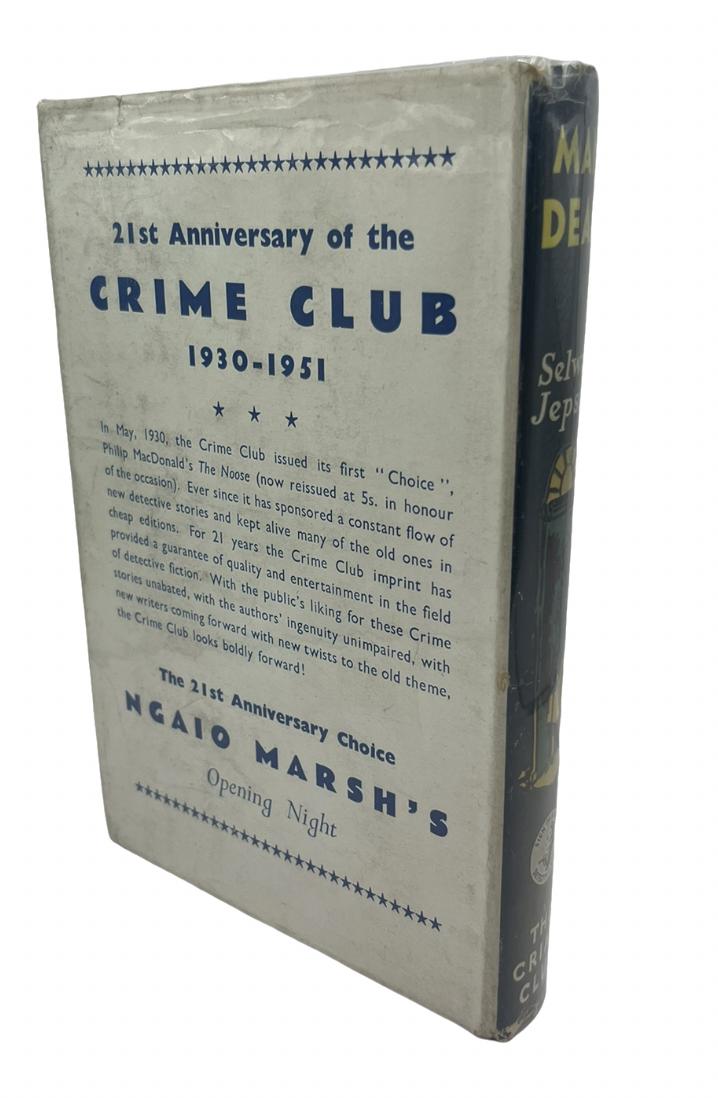 21st Anniversary of the
CRIME CLUB
1930-1951
In May, 1930, the Crime Club issued its first "Choice",
Philip MacDonald's The Noose (now reissued at 5s. in honour
of the occasion). Ever since it has sponsored a constant flow of
new detective stories and kept alive many of the old ones in
cheap editions. For 21 years the Crime Club imprint has
provided a guarantee of quality and entertainment in the field
of detective fiction. With the public's liking for these Crime
stories unabated, with the authors' ingenuity unimpaired, with
new writers coming forward with new twists to the old theme,
the Crime Club looks boldly forward!
The 21st Anniversary Choice
NGAIO MARSH'S
Opening Night
MA
DEA
Selw
Jeps
TH
CRI
CL